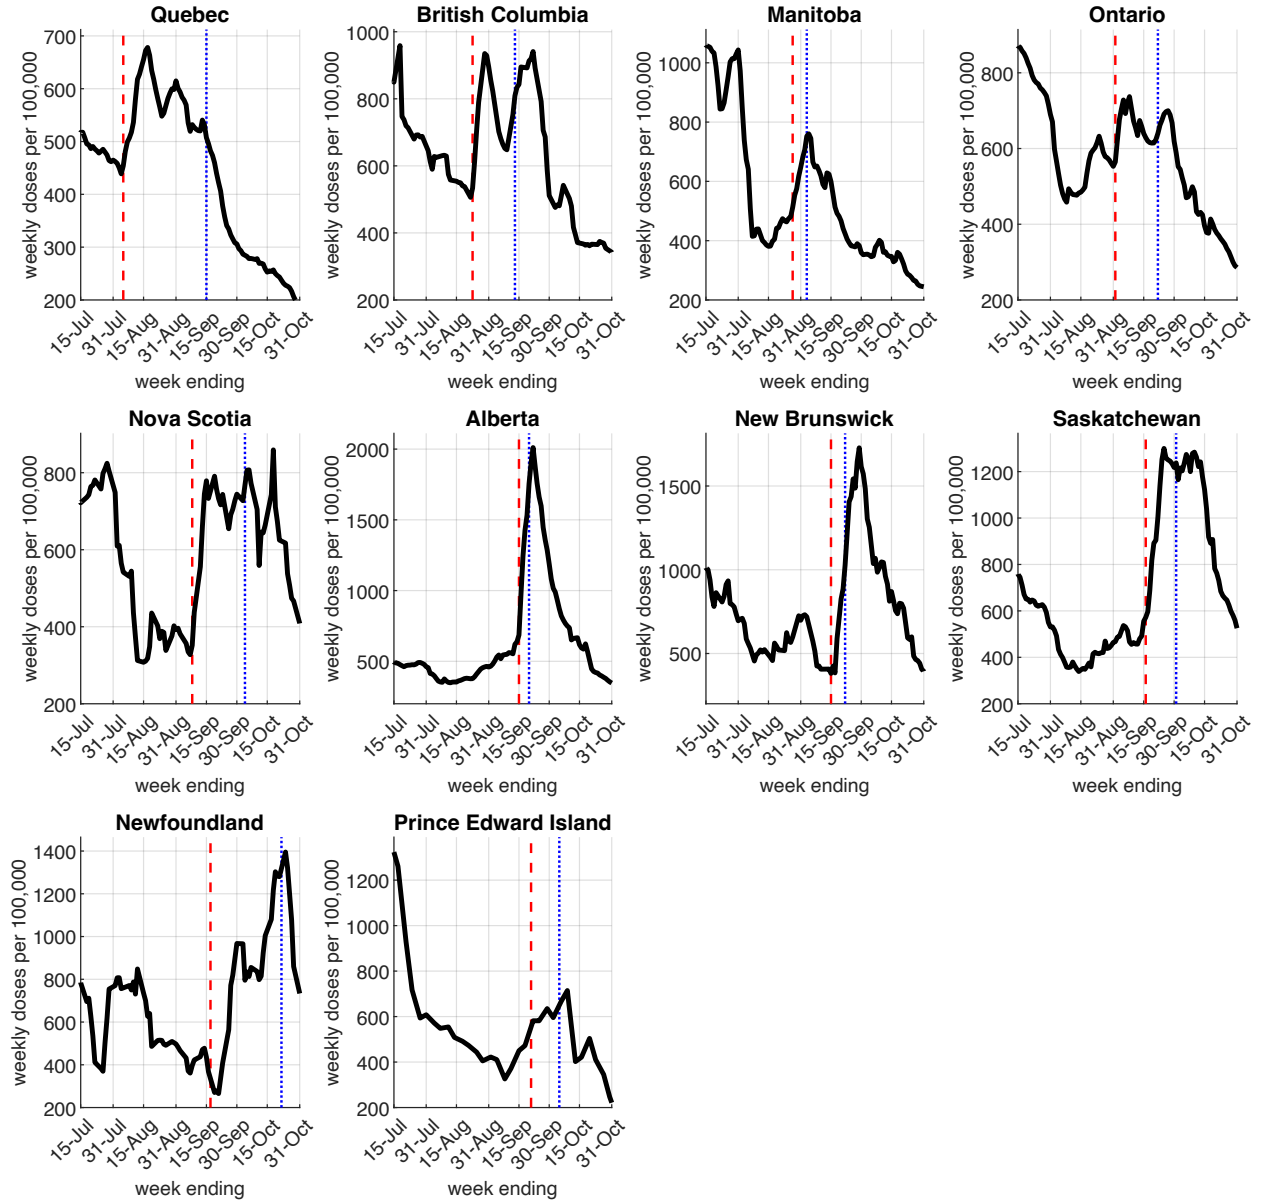 Quebec
700
600
500
400
300
200
weekly doses per 100,000
15-Jul
31-Jul
15-Aug
31-Aug
15-Sep
30-Sep
15-Oct
31-Oct
week ending
British Columbia
1000
800
600
400
200
weekly doses per 100,000
15-Jul
31-Jul
15-Aug
31-Aug
15-Sep
30-Sep
15-Oct
31-Oct
week ending
Manitoba
1000
800
600
400
200
weekly doses per 100,000
15-Jul
31-Jul
15-Aug
31-Aug
15-Sep
30-Sep
15-Oct
31-Oct
week ending
Ontario
800
600
400
200
weekly doses per 100,000
15-Jul
31-Jul
15-Aug
31-Aug
15-Sep
30-Sep
15-Oct
31-Oct
week ending
Nova Scotia
800
600
400
200
weekly doses per 100,000
15-Jul
31-Jul
15-Aug
31-Aug
15-Sep
30-Sep
15-Oct
31-Oct
week ending
Alberta
2000
1500
1000
500
weekly doses per 100,000
15-Jul
31-Jul
15-Aug
31-Aug
15-Sep
30-Sep
15-Oct
31-Oct
week ending
New Brunswick
1500
1000
500
weekly doses per 100,000
15-Jul
31-Jul
15-Aug
31-Aug
15-Sep
30-Sep
15-Oct
31-Oct
week ending
Saskatchewan
1200
1000
800
600
400
200
weekly doses per 100,000
15-Jul
31-Jul
15-Aug
31-Aug
15-Sep
30-Sep
15-Oct
31-Oct
week ending
Newfoundland
1400
1200
1000
800
600
400
200
weekly doses per 100,000
15-Jul
31-Jul
15-Aug
31-Aug
15-Sep
30-Sep
15-Oct
31-Oct
week ending
Prince Edward Island
1200
1000
800
600
400
200
weekly doses per 100,000
15-Jul
31-Jul
15-Aug
31-Aug
15-Sep
30-Sep
15-Oct
31-Oct
week ending